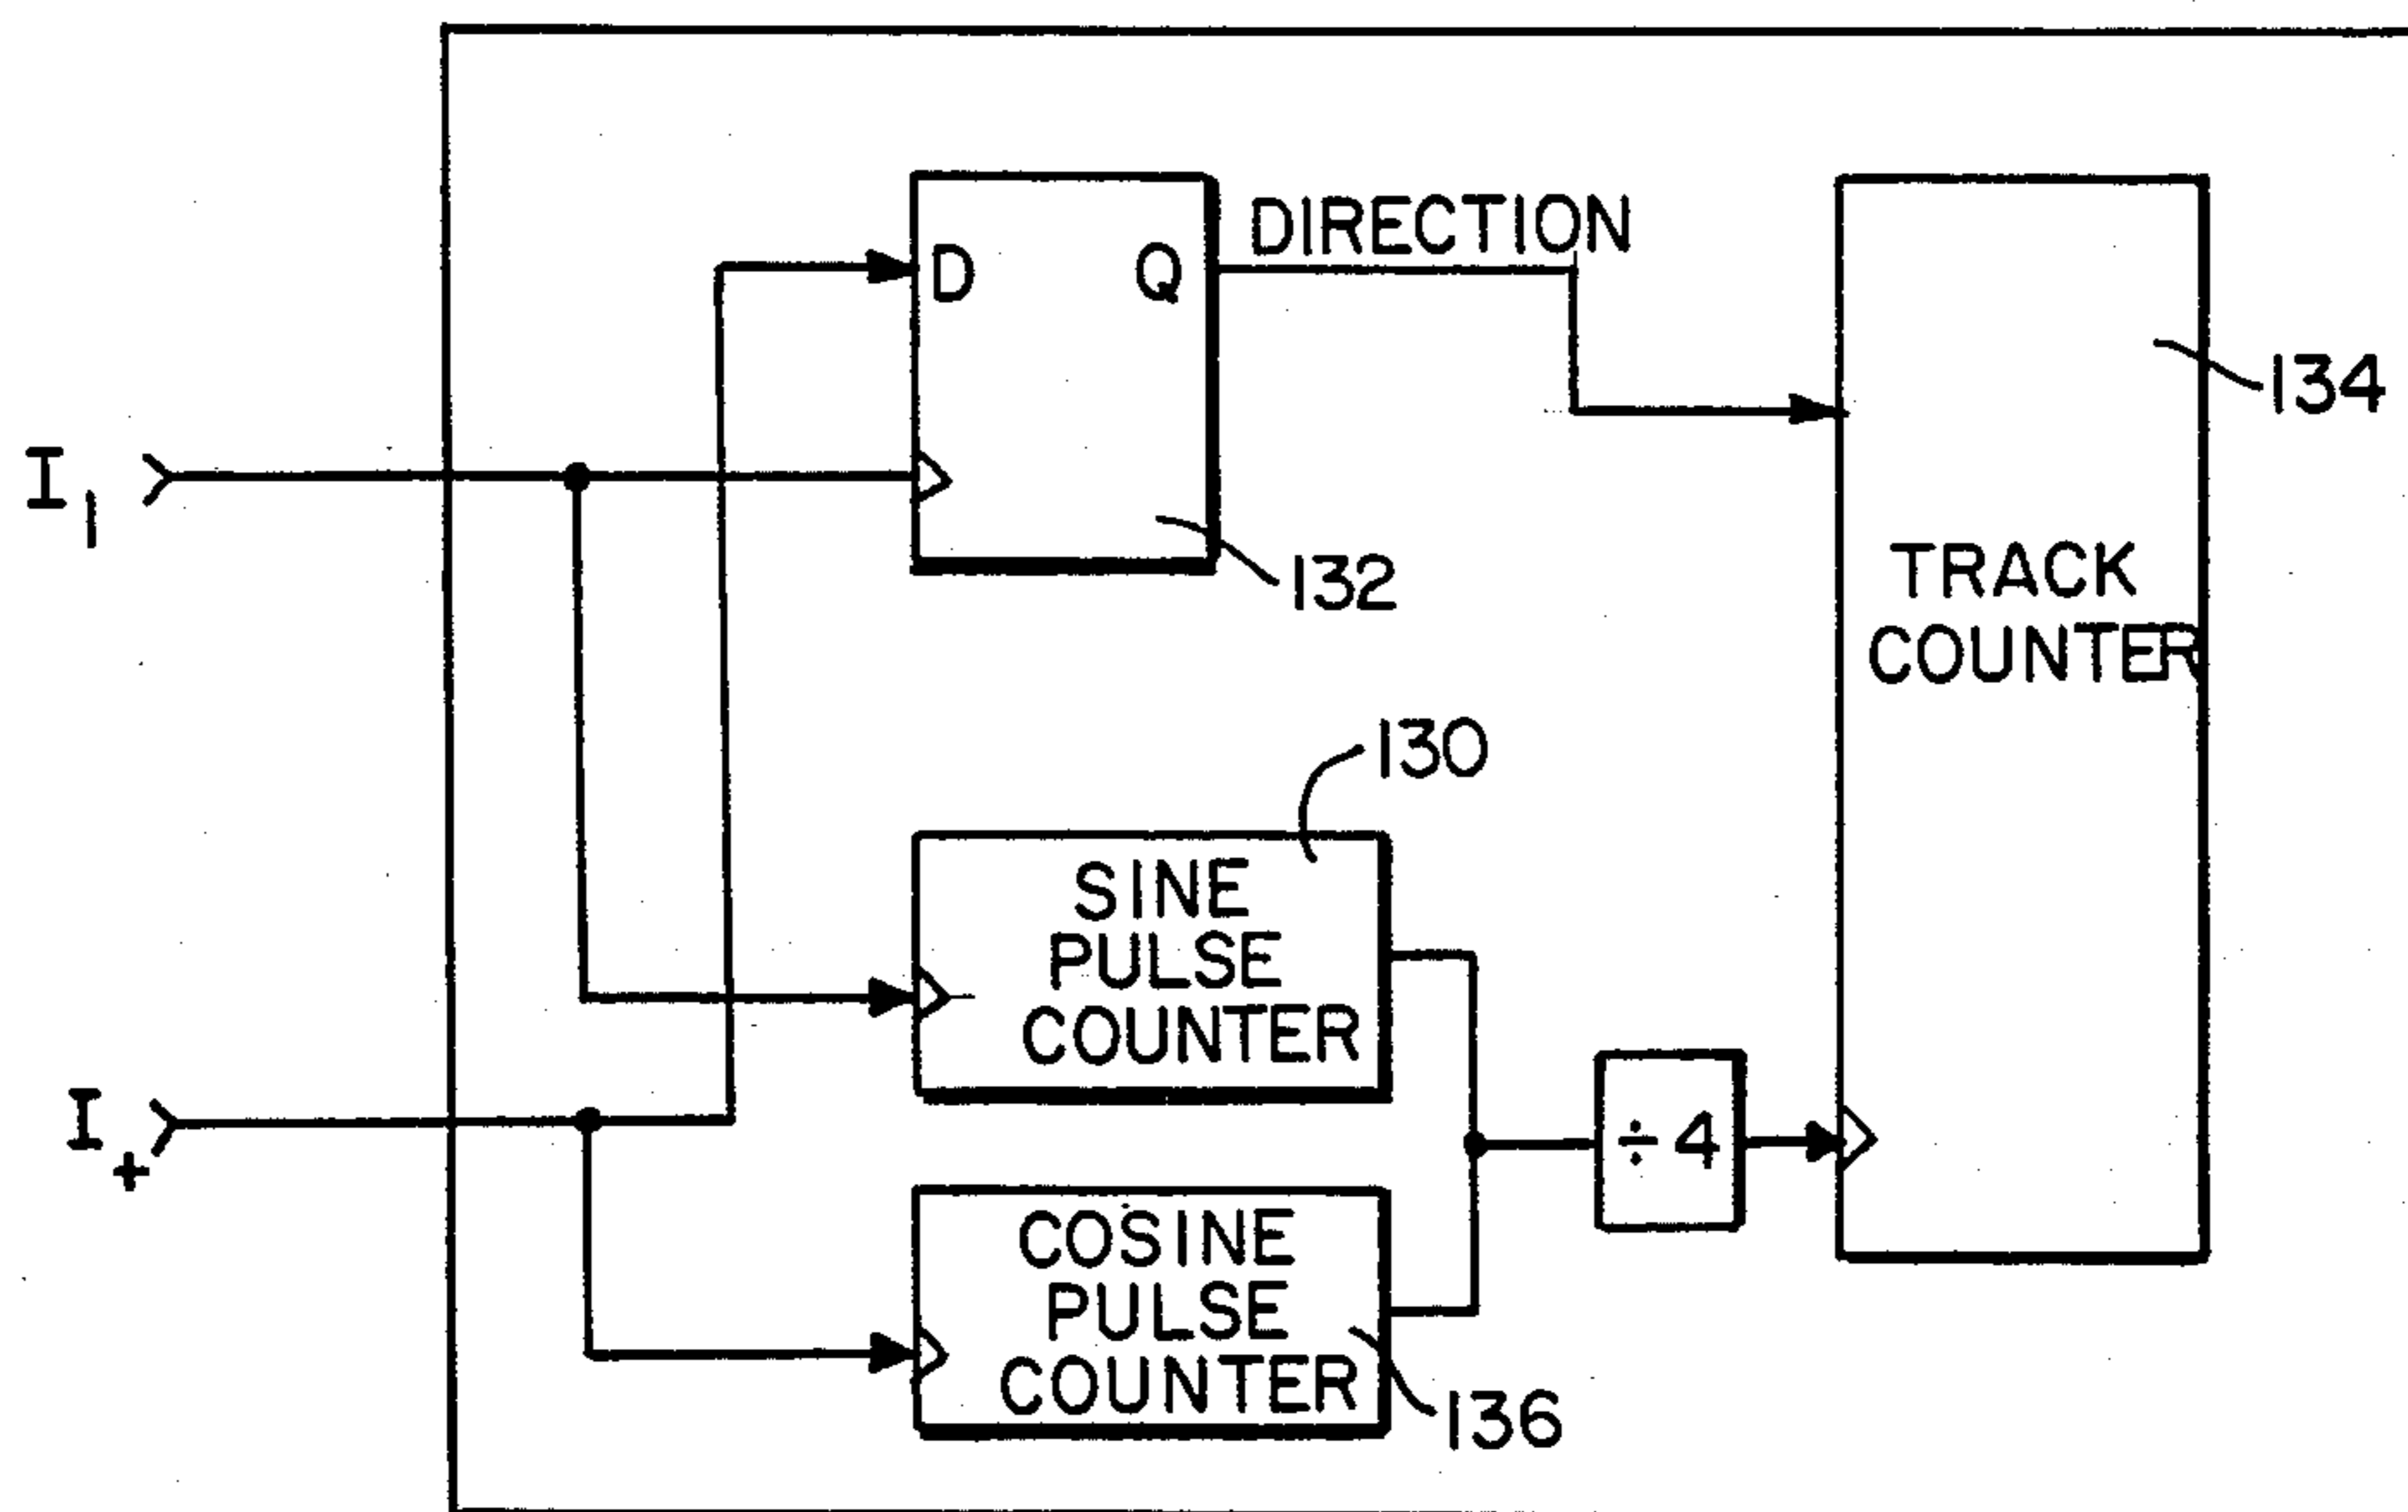 DIRECTION
D Q
134
I1
132
TRACK
COUNTER
130
SINE
PULSE
COUNTER
I+
÷4
COSINE
PULSE
COUNTER
136